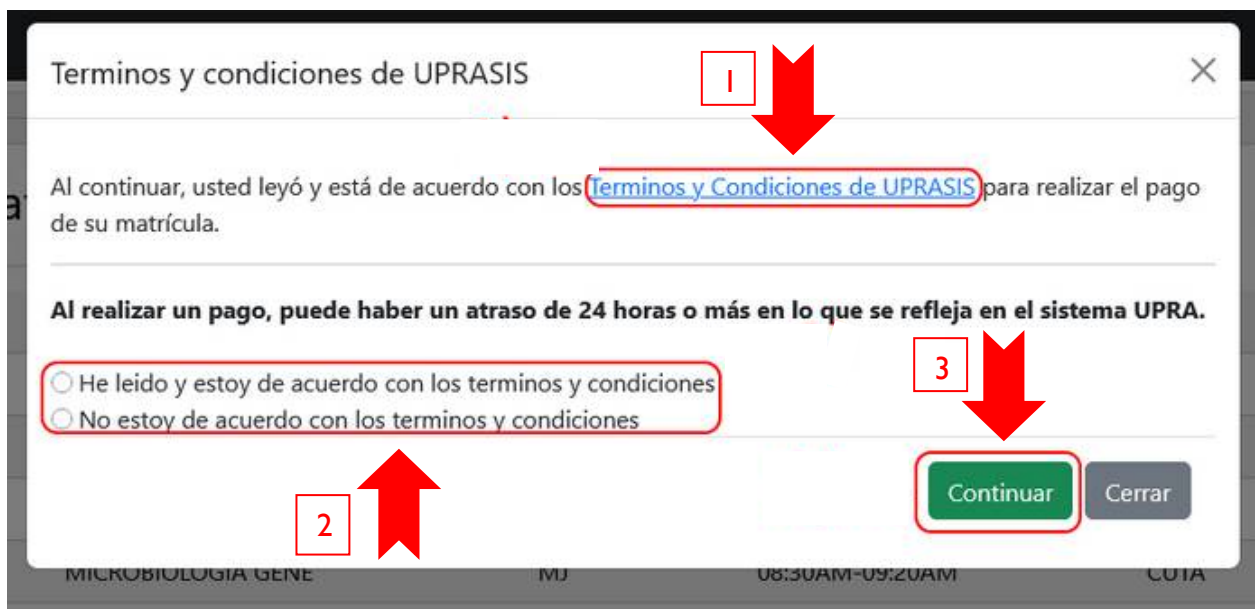 Terminos y condiciones de UPRASIS
1
Al continuar, usted leyó y está de acuerdo con los Terminos y Condiciones de UPRASIS para realizar el pago
de su matrícula.
Al realizar un pago, puede haber un atraso de 24 horas o más en lo que se refleja en el sistema UPRA.
3
He leido y estoy de acuerdo con los terminos y condiciones
No estoy de acuerdo con los terminos y condiciones
Continuar Cerrar
2
MICROBIOLOGIA GENE MJ 08:30AM-09:20AM CUTA